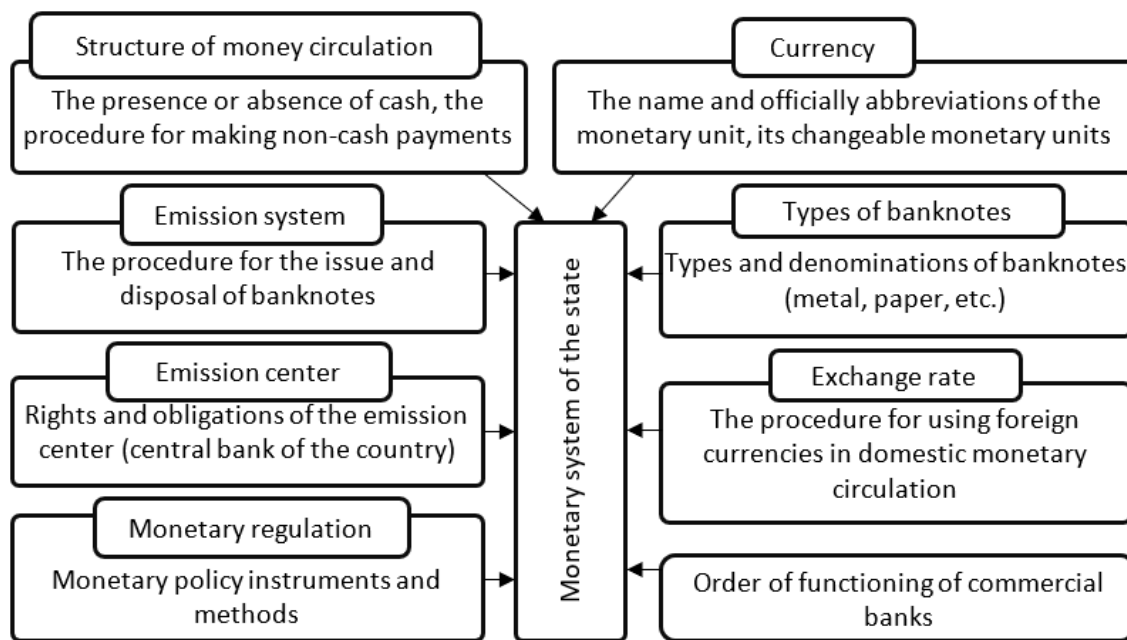 Structure of money circulation
The presence or absence of cash, the
procedure for making non-cash payments
Currency
The name and officially abbreviations of the
monetary unit, its changeable monetary units
Emission system
The procedure for the issue and
disposal of banknotes
Types of banknotes
Types and denominations of banknotes
(metal, paper, etc.)
Monetary system of the state
Emission center
Rights and obligations of the emission
center (central bank of the country)
Exchange rate
The procedure for using foreign
currencies in domestic monetary
circulation
Monetary regulation
Monetary policy instruments and
methods
Order of functioning of commercial
banks